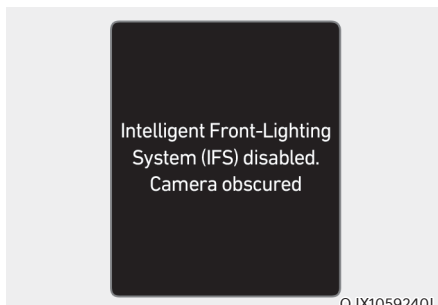 Intelligent Front-Lighting
System (IFS) disabled.
Camera obscured